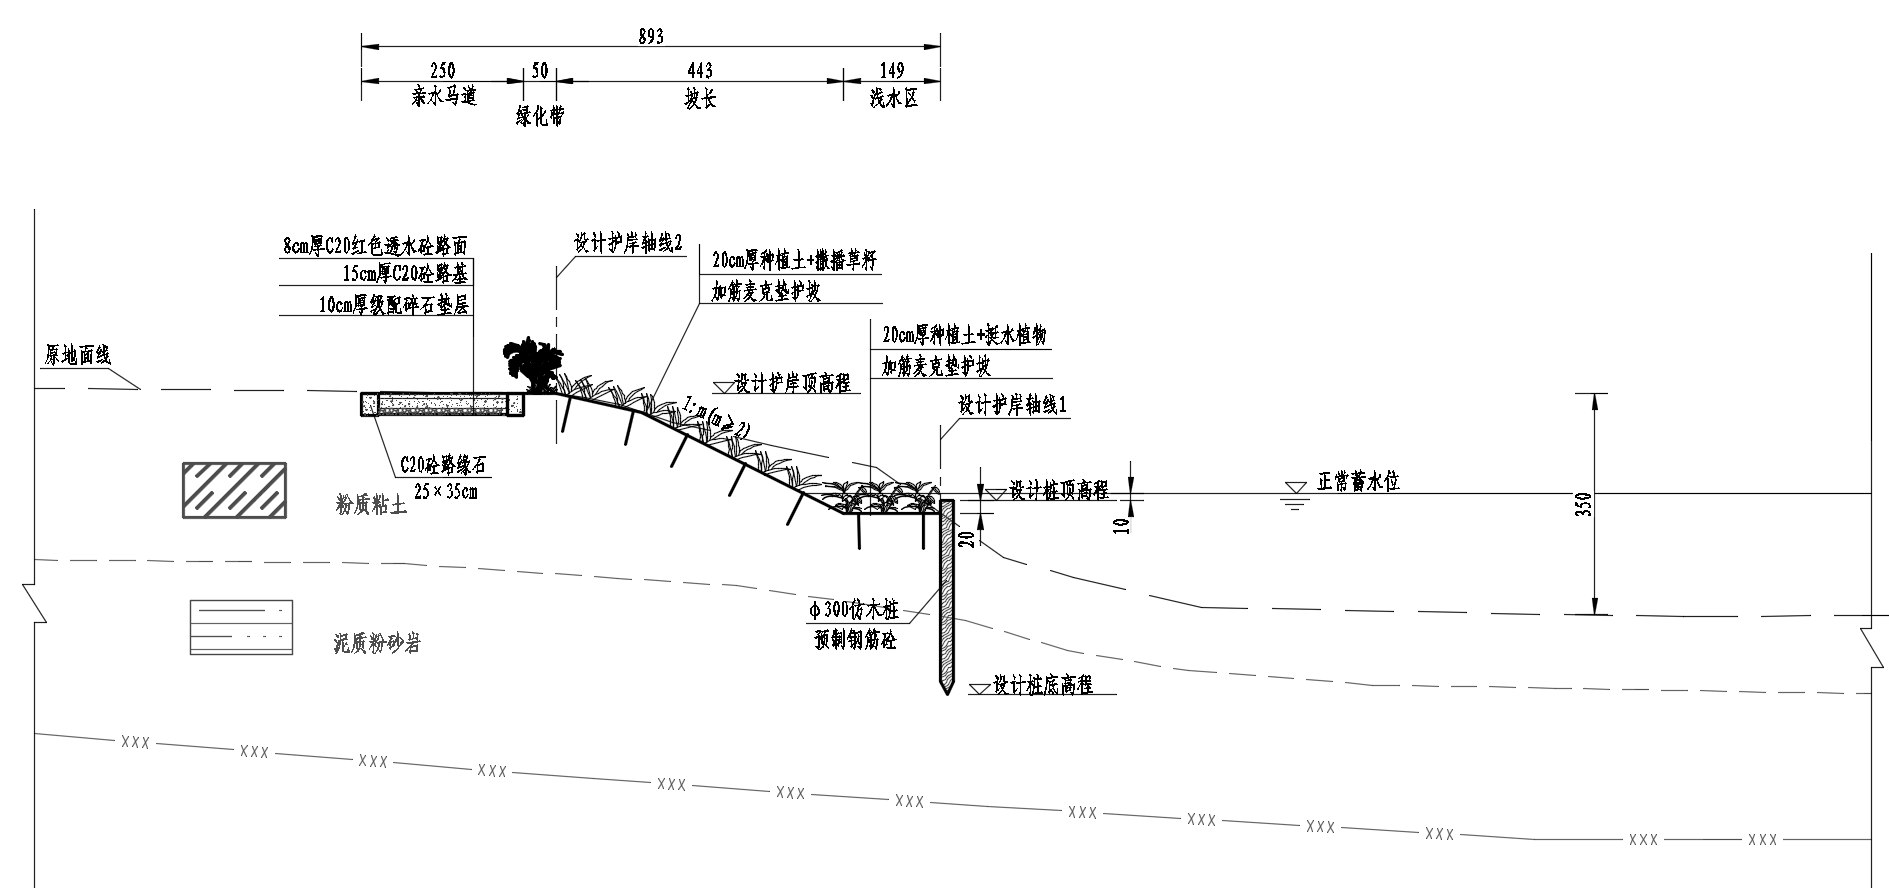 893
250
50
443
149
亲水马道
绿化带
坡长
浅水区
8cm厚C20红色透水砼路面
15cm厚C20砼路基
10cm厚级配碎石垫层
设计护岸轴线2
20cm厚种植土+撒播草籽
加筋麦克垫护坡
20cm厚种植土+挺水植物
加筋麦克垫护坡
原地面线
设计护岸顶高程
1:m(m≥2)
设计护岸轴线1
C20砼路缘石
25×35cm
粉质粘土
设计桩顶高程
正常蓄水位
20
10
350
φ300仿木桩
预制钢筋砼
泥质粉砂岩
设计桩底高程
XXX XXX XXX XXX XXX XXX XXX XXX XXX XXX XXX XXX XXX